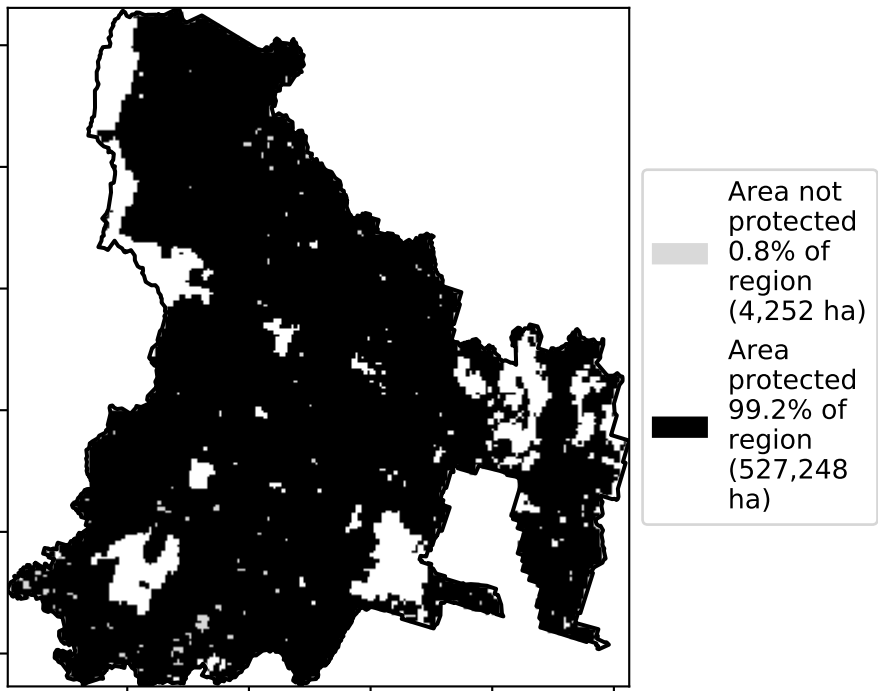 Area not
protected
0.8% of
region
(4,252 ha)
Area
protected
99.2% of
region
(527,248
ha)